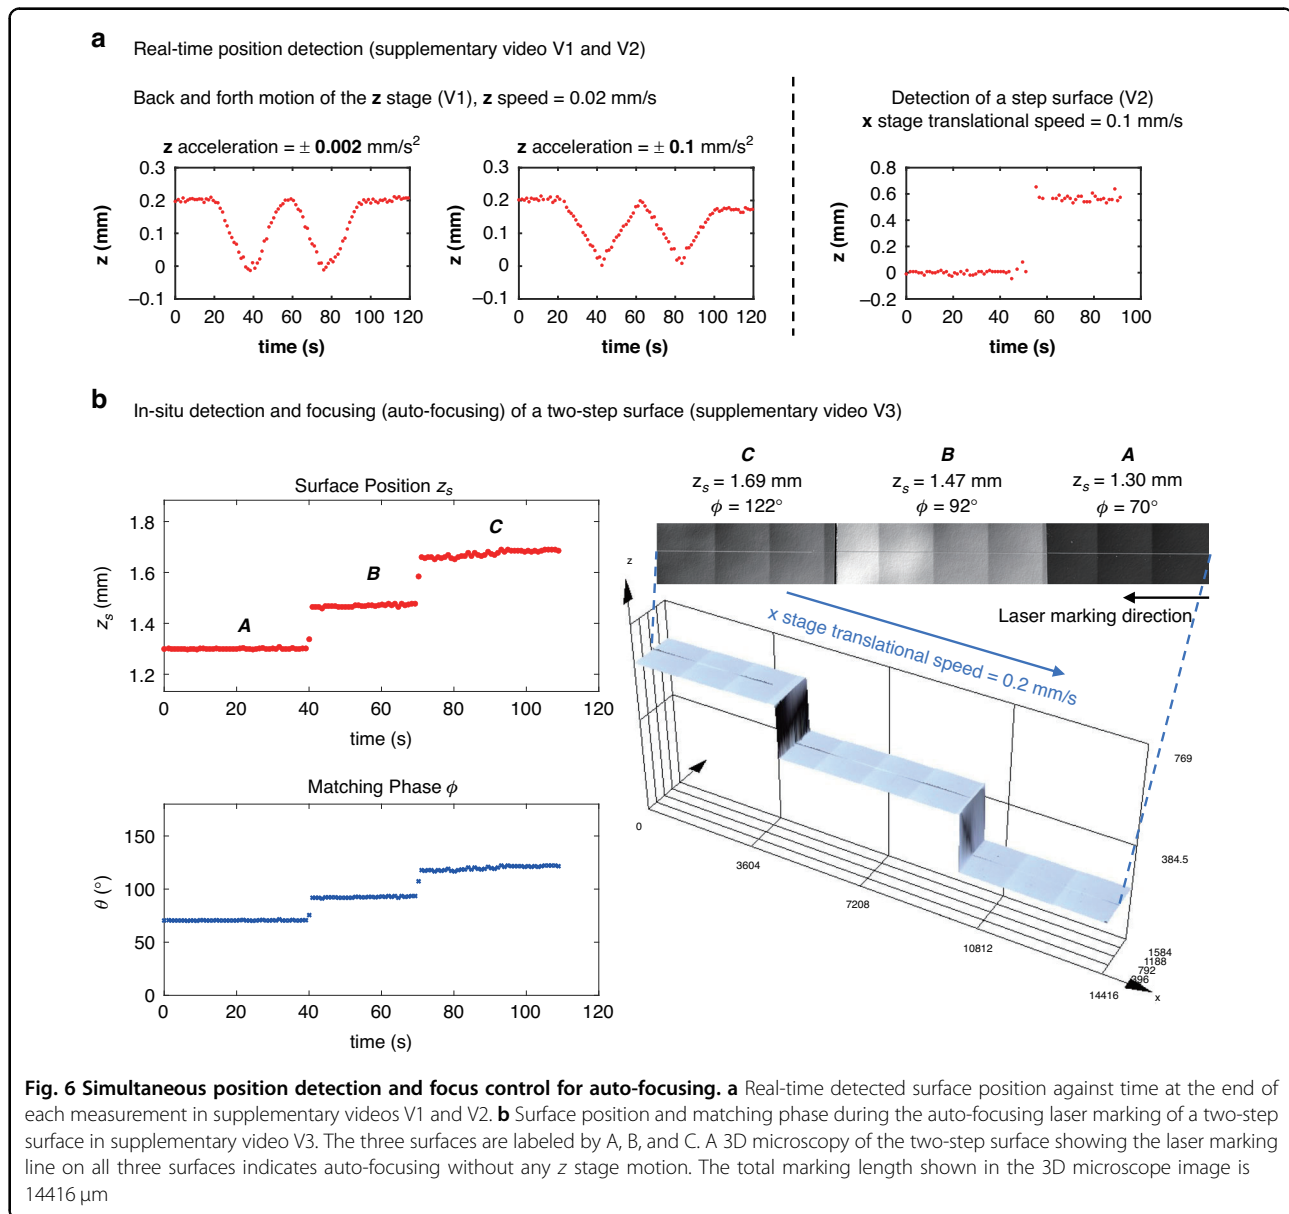 a Real-time position detection (supplementary video V1 and V2)
Back and forth motion of the z stage (V1), z speed = 0.02 mm/s
z acceleration = ± 0.002 mm/s²
0.3
0.2
0.1
0
–0.1
z (mm)
0 20 40 60 80 100 120
time (s)
z acceleration = ± 0.1 mm/s²
0.3
0.2
0.1
0
–0.1
z (mm)
0 20 40 60 80 100 120
time (s)
Detection of a step surface (V2)
x stage translational speed = 0.1 mm/s
0.8
0.6
0.4
0.2
0
–0.2
z (mm)
0 20 40 60 80 100
time (s)
b In-situ detection and focusing (auto-focusing) of a two-step surface (supplementary video V3)
Surface Position zₛ
1.8
1.6
1.4
1.2
zₛ (mm)
A
B
C
0 20 40 60 80 100 120
time (s)
Matching Phase ϕ
150
100
50
0
θ (°)
0 20 40 60 80 100 120
time (s)
C B A
zₛ = 1.69 mm zₛ = 1.47 mm zₛ = 1.30 mm
ϕ = 122° ϕ = 92° ϕ = 70°
Laser marking direction
x stage translational speed = 0.2 mm/s
z
769
384.5
0
3604
7208
10812
14416
1584
1188
792
396
x
Fig. 6 Simultaneous position detection and focus control for auto-focusing. a Real-time detected surface position against time at the end of
each measurement in supplementary videos V1 and V2. b Surface position and matching phase during the auto-focusing laser marking of a two-step
surface in supplementary video V3. The three surfaces are labeled by A, B, and C. A 3D microscopy of the two-step surface showing the laser marking
line on all three surfaces indicates auto-focusing without any z stage motion. The total marking length shown in the 3D microscope image is
14416 μm